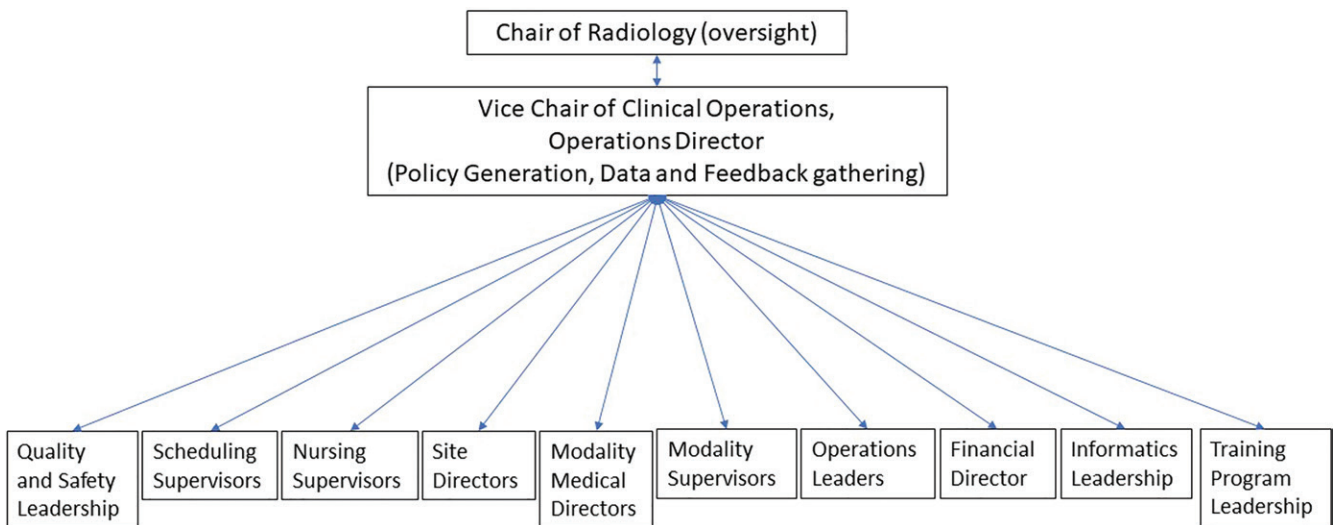 Chair of Radiology (oversight)
Vice Chair of Clinical Operations,
Operations Director
(Policy Generation, Data and Feedback gathering)
Quality
and Safety
Leadership
Scheduling
Supervisors
Nursing
Supervisors
Site
Directors
Modality
Medical
Directors
Modality
Supervisors
Operations
Leaders
Financial
Director
Informatics
Leadership
Training
Program
Leadership